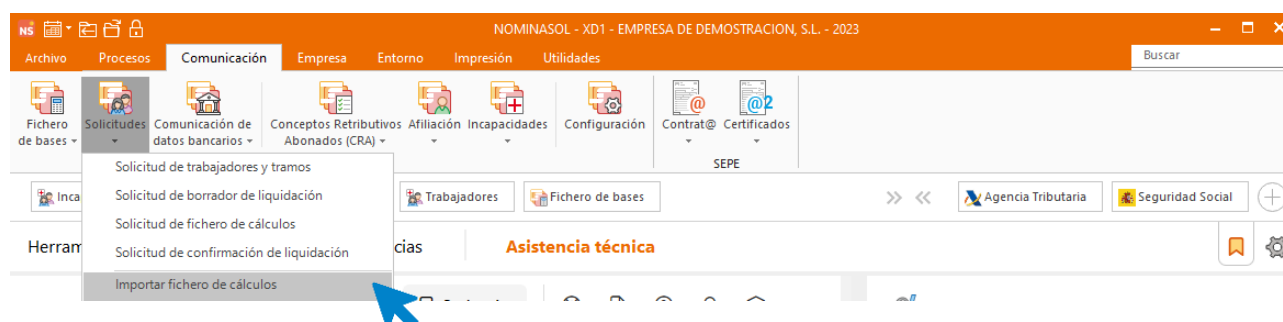 NS
NOMINASOL - XD1 - EMPRESA DE DEMOSTRACION, S.L. - 2023
Archivo Procesos Comunicación Empresa Entorno Impresión Utilidades Buscar
Fichero de bases
Solicitudes
Comunicación de datos bancarios
Conceptos Retributivos Abonados (CRA)
Afiliación
Incapacidades
Configuración
Contrat@
@2
Certificados
SEPE
Solicitud de trabajadores y tramos
Solicitud de borrador de liquidación
Solicitud de fichero de cálculos
Solicitud de confirmación de liquidación
Importar fichero de cálculos
Trabajadores Fichero de bases Agencia Tributaria Seguridad Social
Asistencia técnica